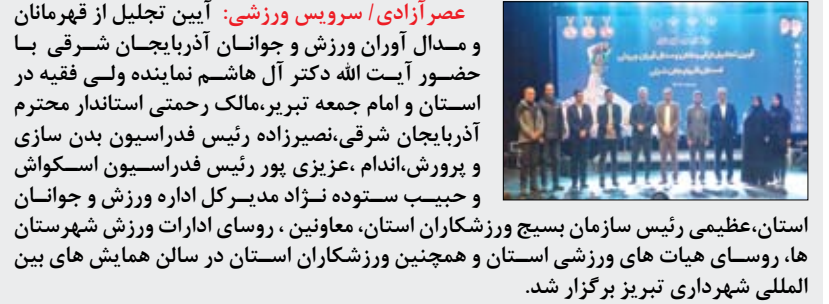 عصرآزادی/ سرویس ورزشی: آیین تجلیل از قهرمانان
و مدال آوران ورزش و جوانان آذربایجان شرقی با
حضور آیت الله دکتر آل هاشم نماینده ولی فقیه در
استان و امام جمعه تبریر،مالک رحمتی استاندار محترم
آذربایجان شرقی،نصیرزاده رئیس فدراسیون بدن سازی
و پرورش،اندام ،عزیزی پور رئیس فدراسیون اسکواش
و حبیب ستوده نژاد مدیرکل اداره ورزش و جوانان
استان،عظیمی رئیس سازمان بسیج ورزشکاران استان، معاونین ، روسای ادارات ورزش شهرستان
ها، روسای هیات های ورزشی استان و همچنین ورزشکاران استان در سالن همایش های بین
المللی شهرداری تبریز برگزار شد.